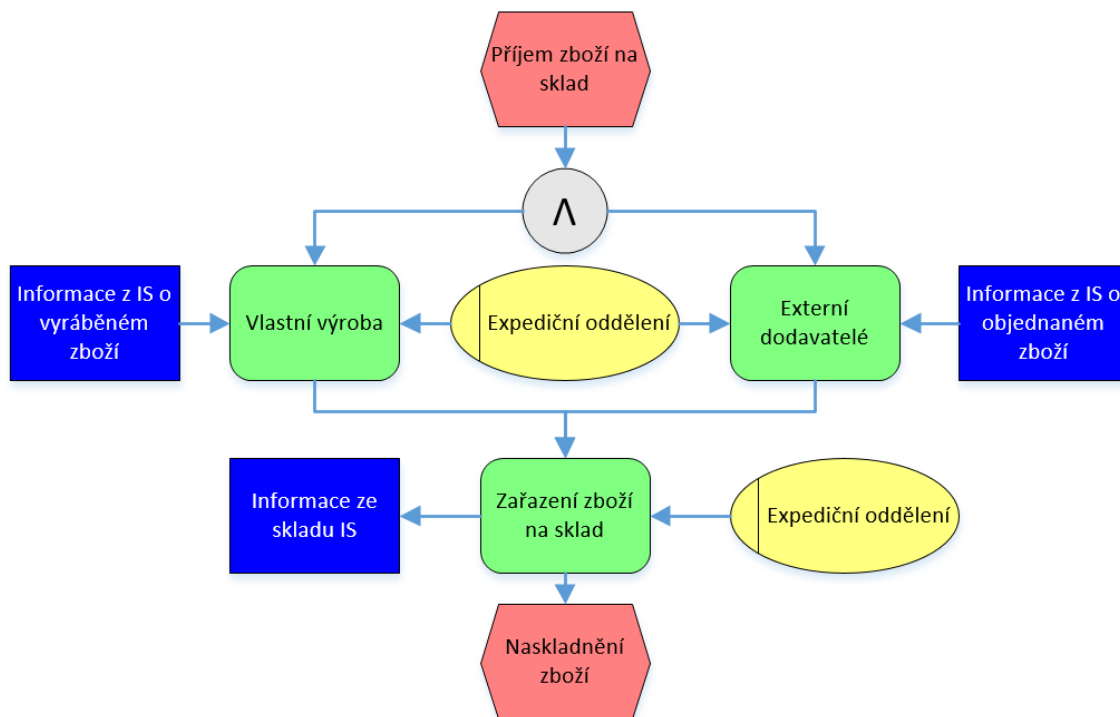 Příjem zboží na
sklad
Λ
Informace z IS o
vyráběném
zboží
Vlastní výroba
Expediční oddělení
Externí
dodavatelé
Informace z IS o
objednaném
zboží
Informace ze
skladu IS
Zařazení zboží
na sklad
Expediční oddělení
Naskladnění
zboží